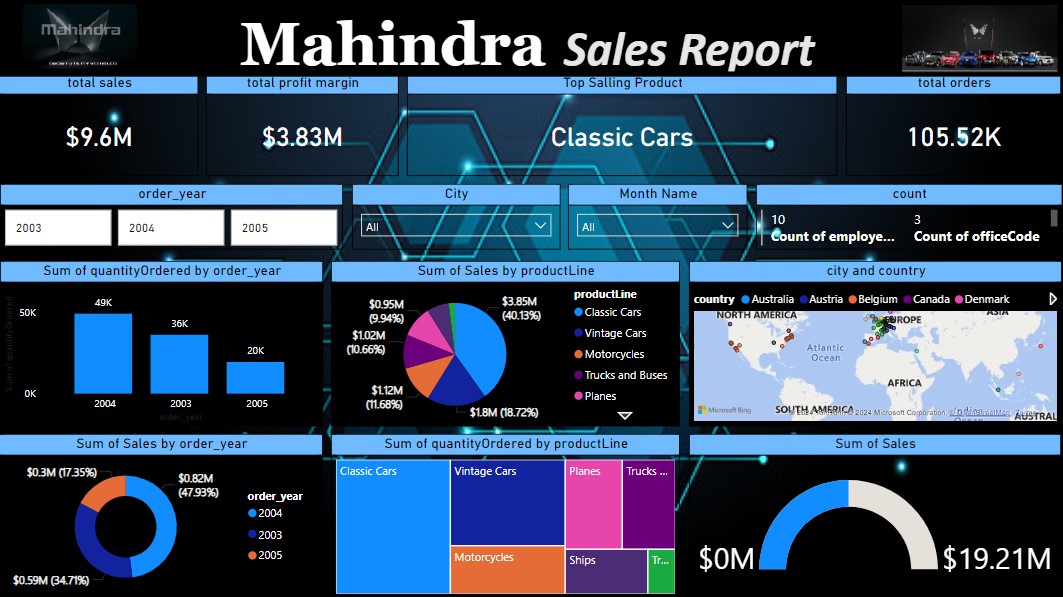 Mahindra
Mahindra Sales Report
total sales
total profit margin
Top Salling Product
total orders
$9.6M
$3.83M
Classic Cars
105.52K
order_year
City
Month Name
count
2003
2004
2005
All
All
10
Count of employe...
3
Count of officeCode
Sum of quantityOrdered by order_year
Sum of quantityOrdered
50K
0K
49K
36K
20K
2004
2003
2005
order_year
Sum of Sales by productLine
$0.95M
(9.94%)
$1.02M
(10.66%)
$1.12M
(11.68%)
$3.85M
(40.13%)
$1.8M (18.72%)
productLine
Classic Cars
Vintage Cars
Motorcycles
Trucks and Buses
Planes
city and country
country Australia Austria Belgium Canada Denmark
NORTH AMERICA
EUROPE
ASIA
Atlantic
Ocean
AFRICA
SOUTH AMERICA
AUSTRAL
Microsoft Bing
© 2024 Microsoft Corporation,
Sum of Sales by order_year
$0.3M (17.35%)
$0.82M
(47.93%)
$0.59M (34.71%)
order_year
2004
2003
2005
Sum of quantityOrdered by productLine
Classic Cars
Vintage Cars
Motorcycles
Planes
Trucks ...
Ships
Tr...
Sum of Sales
$0M
$19.21M